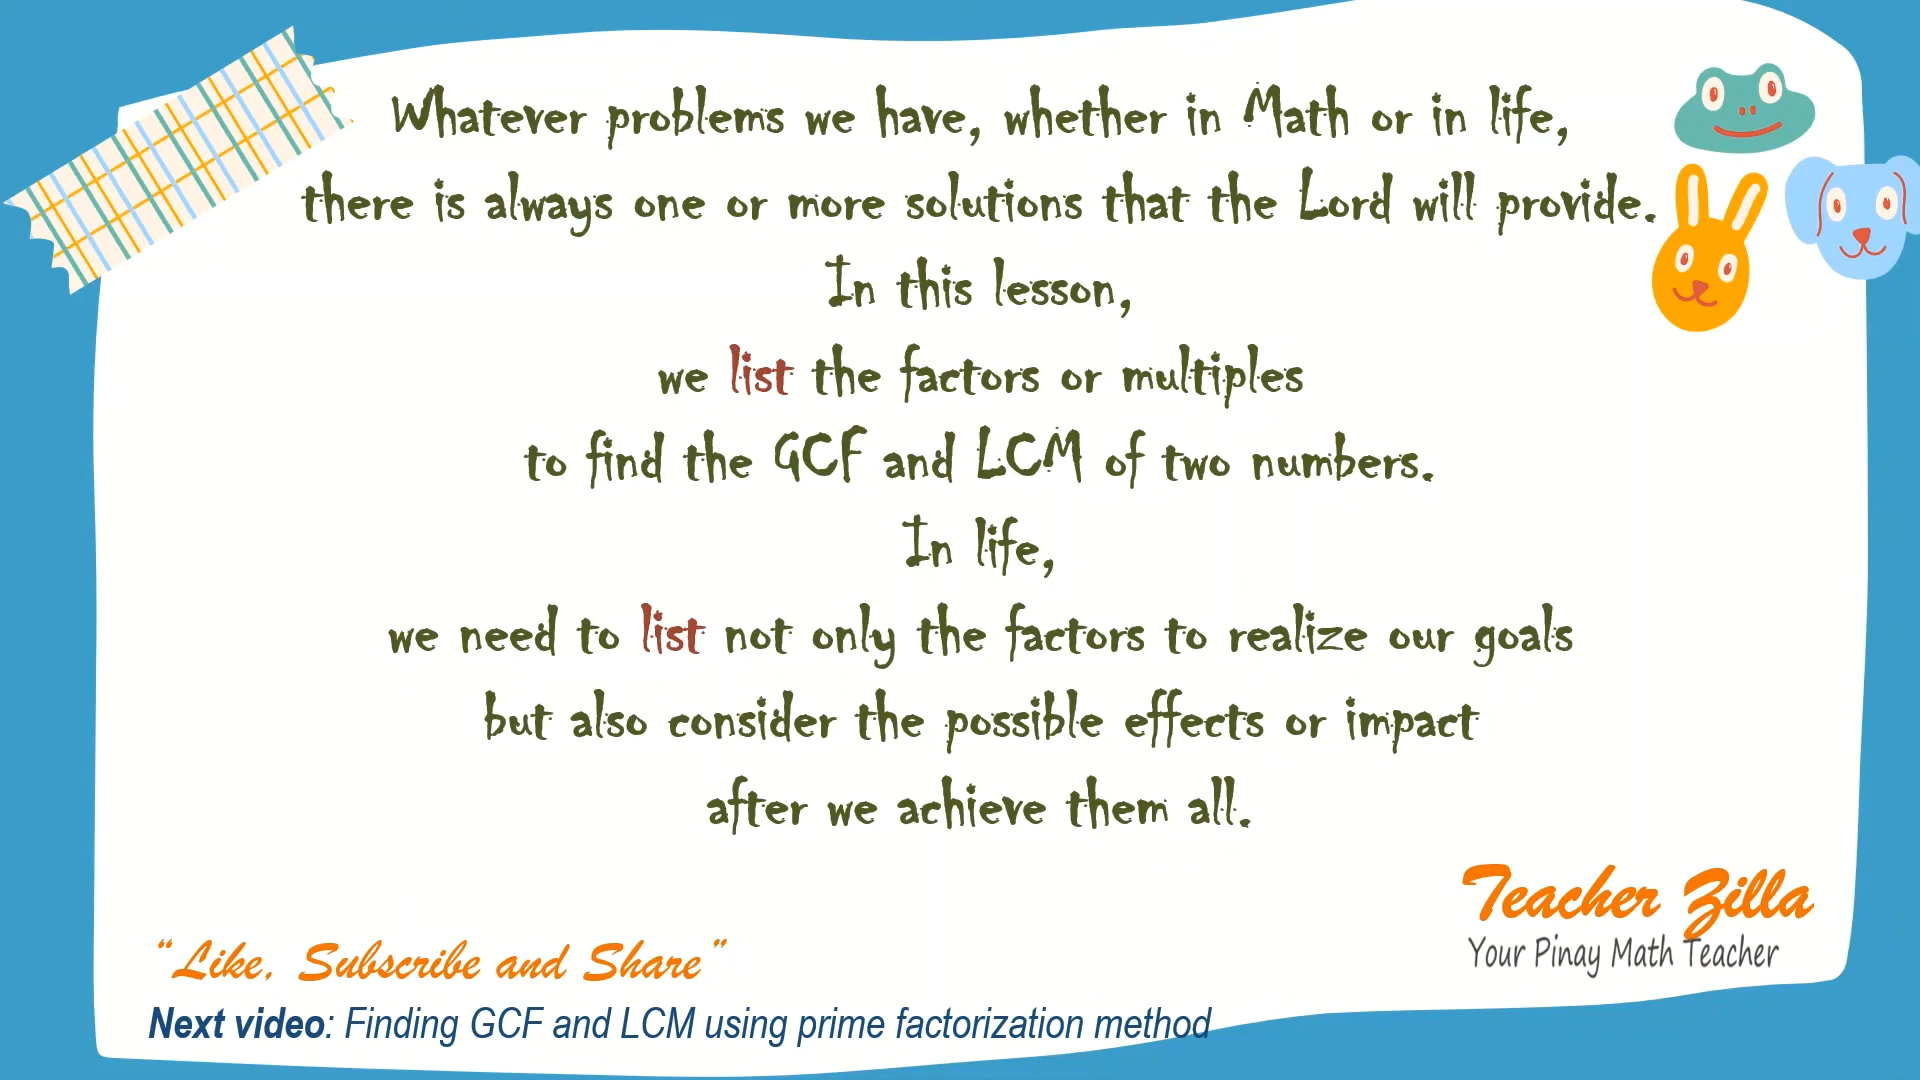 Whatever problems we have, whether in Math or in life,
there is always one or more solutions that the Lord will provide.
In this lesson,
we list the factors or multiples
to find the GCF and LCM of two numbers.
In life,
we need to list not only the factors to realize our goals
but also consider the possible effects or impact
after we achieve them all.
Teacher Zilla
Your Pinay Math Teacher
“Like, Subscribe and Share”
Next video: Finding GCF and LCM using prime factorization method